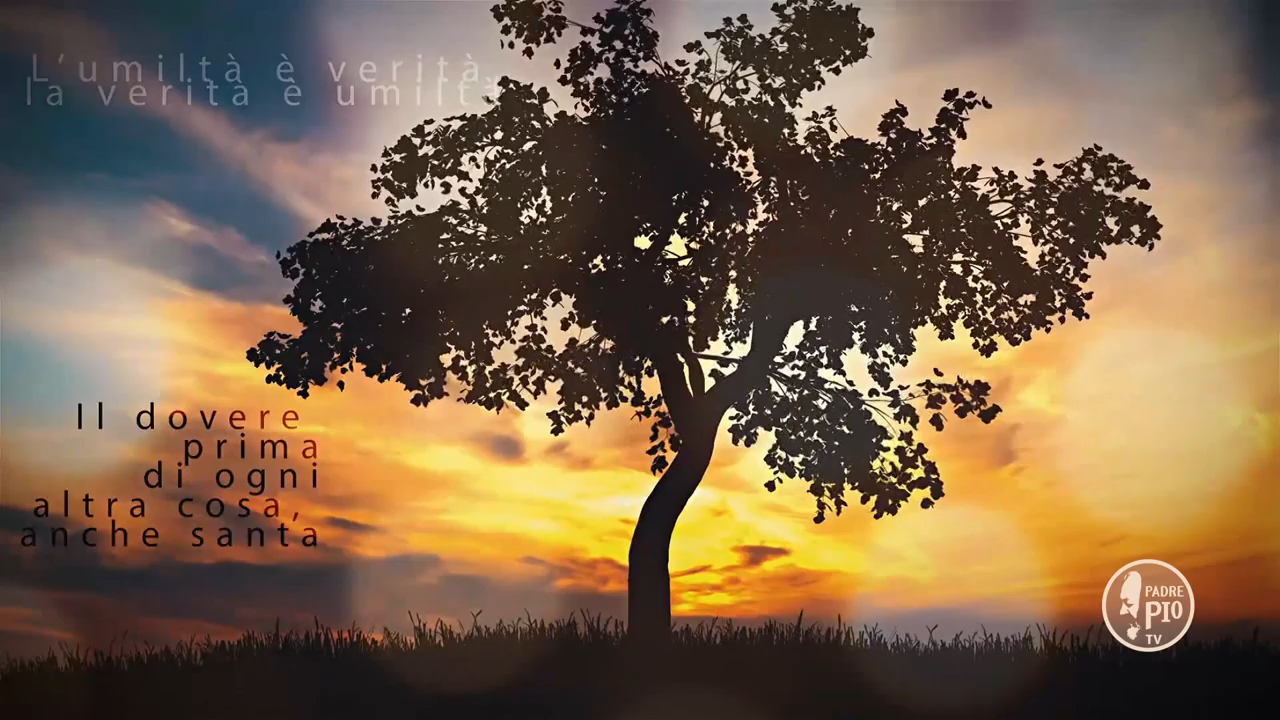 L'umiltà è verità,
la verità è umiltà
Il dovere
prima
di ogni
altra cosa,
anche santa
PADRE
PIO
TV